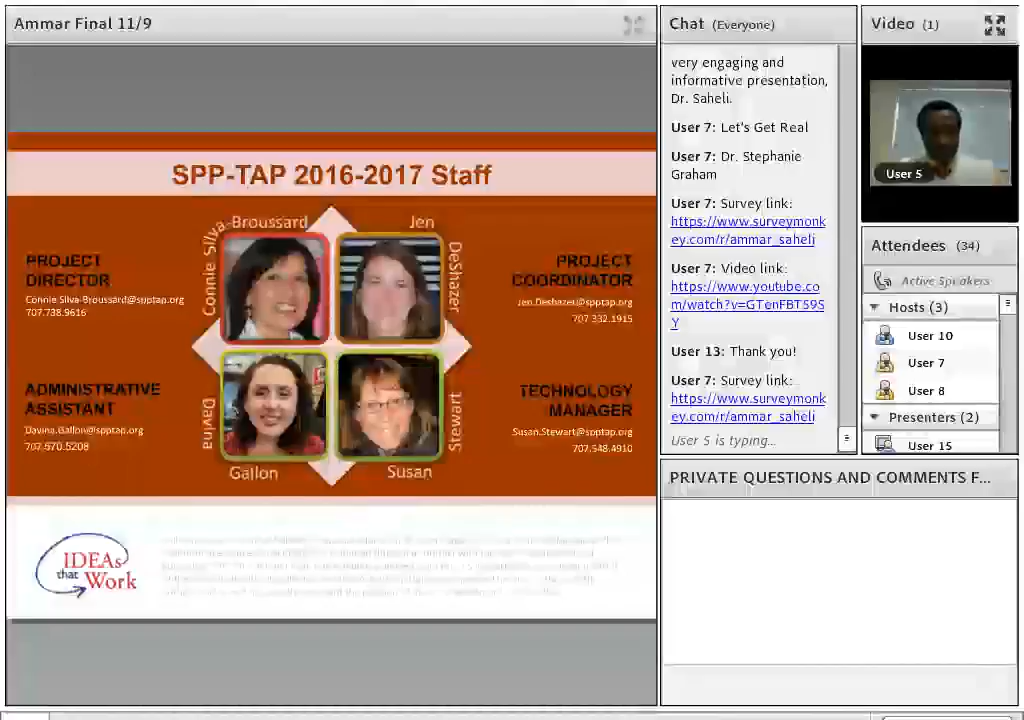 Ammar Final 11/9
SPP-TAP 2016-2017 Staff
Connie Silva-Broussard
Jen
DeShazer
PROJECT
DIRECTOR
Connie.Silva-Broussard@spptap.org
707.738.9616
PROJECT
COORDINATOR
Jen.Deshazer@spptap.org
707.332.1915
ADMINISTRATIVE
ASSISTANT
Davina.Gallon@spptap.org
707.570.5208
TECHNOLOGY
MANAGER
Susan.Stewart@spptap.org
707.548.4910
Davina
Gallon
Susan
Stewart
IDEAs
that Work
Chat (Everyone)
very engaging and
informative presentation,
Dr. Saheli.
User 7: Let's Get Real
User 7: Dr. Stephanie
Graham
User 7: Survey link:
https://www.surveymonk
ey.com/r/ammar_saheli
User 7: Video link:
https://www.youtube.co
m/watch?v=GTenFBT59S
Y
User 13: Thank you!
User 7: Survey link:
https://www.surveymonk
ey.com/r/ammar_saheli
User 5 is typing...
Video (1)
User 5
Attendees (34)
Active Speakers
Hosts (3)
User 10
User 7
User 8
Presenters (2)
User 15
PRIVATE QUESTIONS AND COMMENTS F...